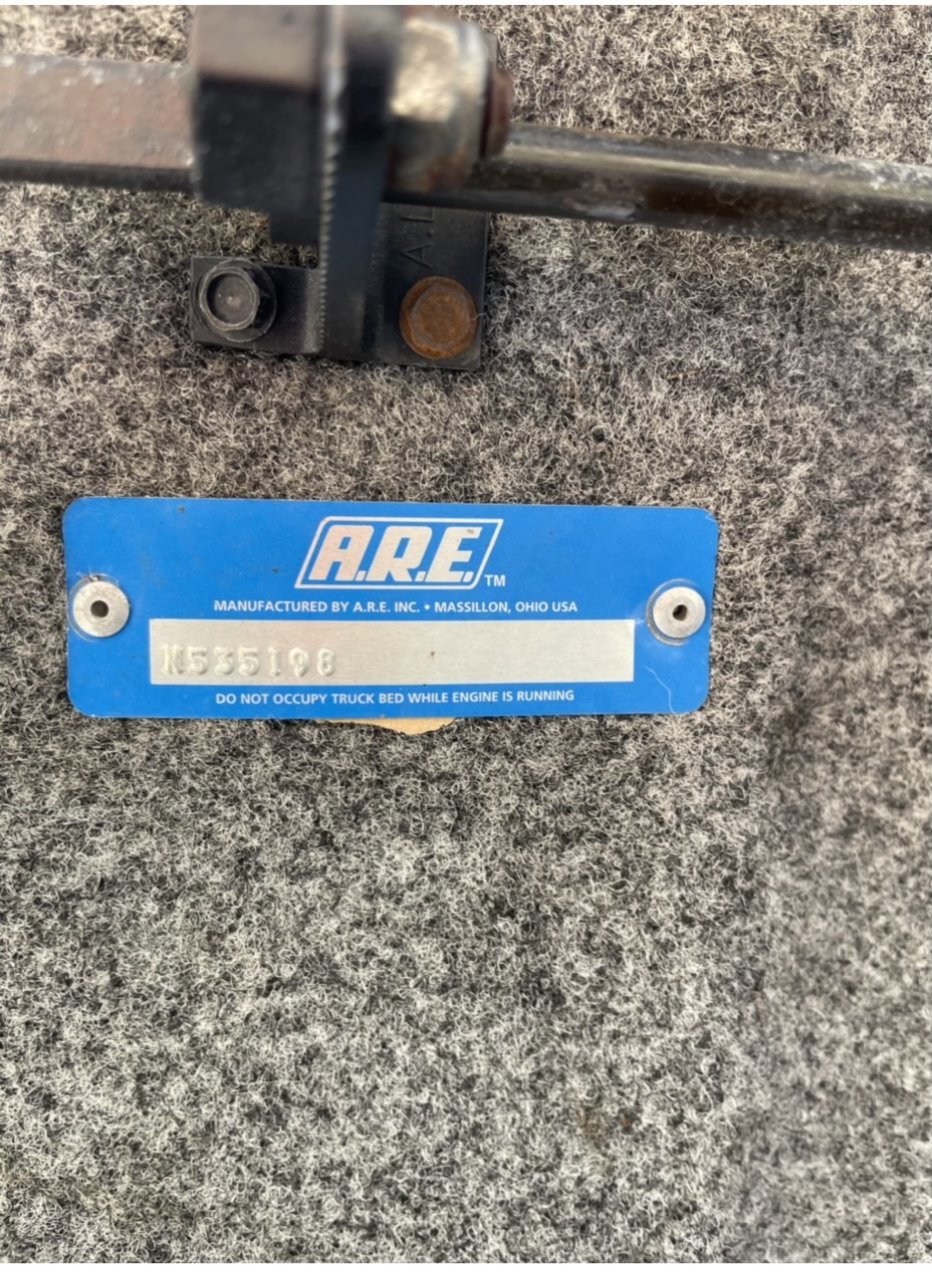 A.R.E. TM
MANUFACTURED BY A.R.E. INC. • MASSILLON, OHIO USA
N535198
DO NOT OCCUPY TRUCK BED WHILE ENGINE IS RUNNING